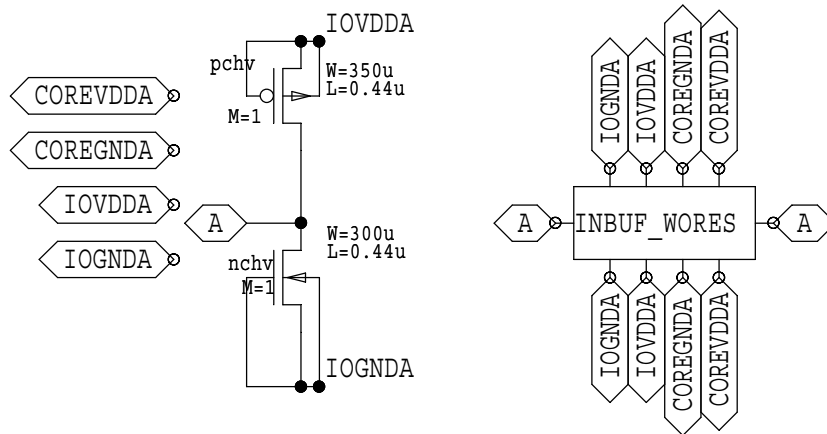 IOVDDA
pchv
W=350u
L=0.44u
M=1
COREVDDA
COREGNDA
IOVDDA
IOGNDA
A
W=300u
L=0.44u
nchv
M=1
IOGNDA
IOGNDA
IOVDDA
COREGNDA
COREVDDA
A
INBUF_WORES
A
IOGNDA
IOVDDA
COREGNDA
COREVDDA